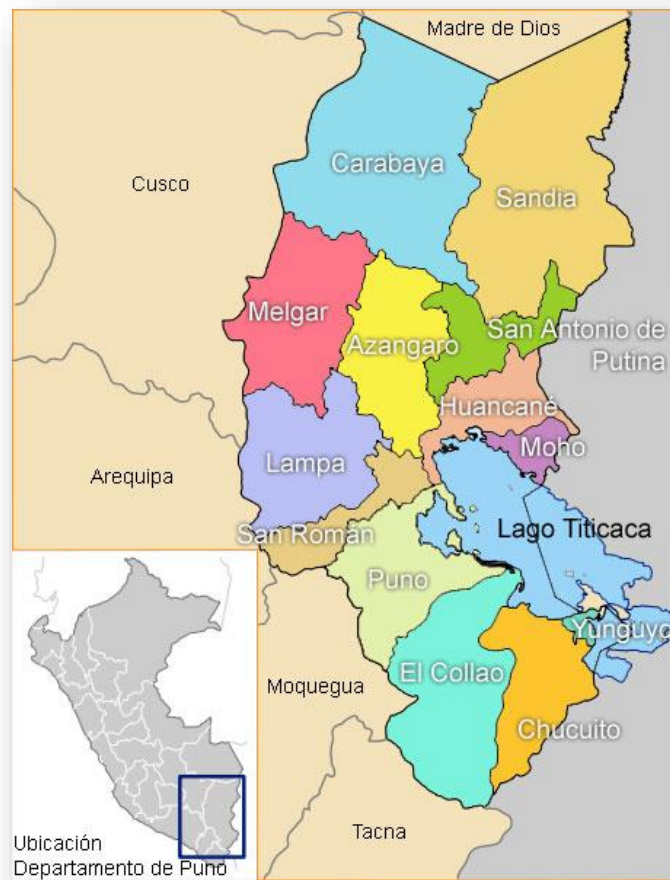 Madre de Dios
Carabaya
Cusco
Sandia
Melgar
Azangaro
San Antonio de
Putina
Huancané
Moho
Lampa
Arequipa
Lago Titicaca
San Román
Puno
Yunguyo
El Collao
Moquegua
Chucuito
Tacna
Ubicación
Departamento de Puno